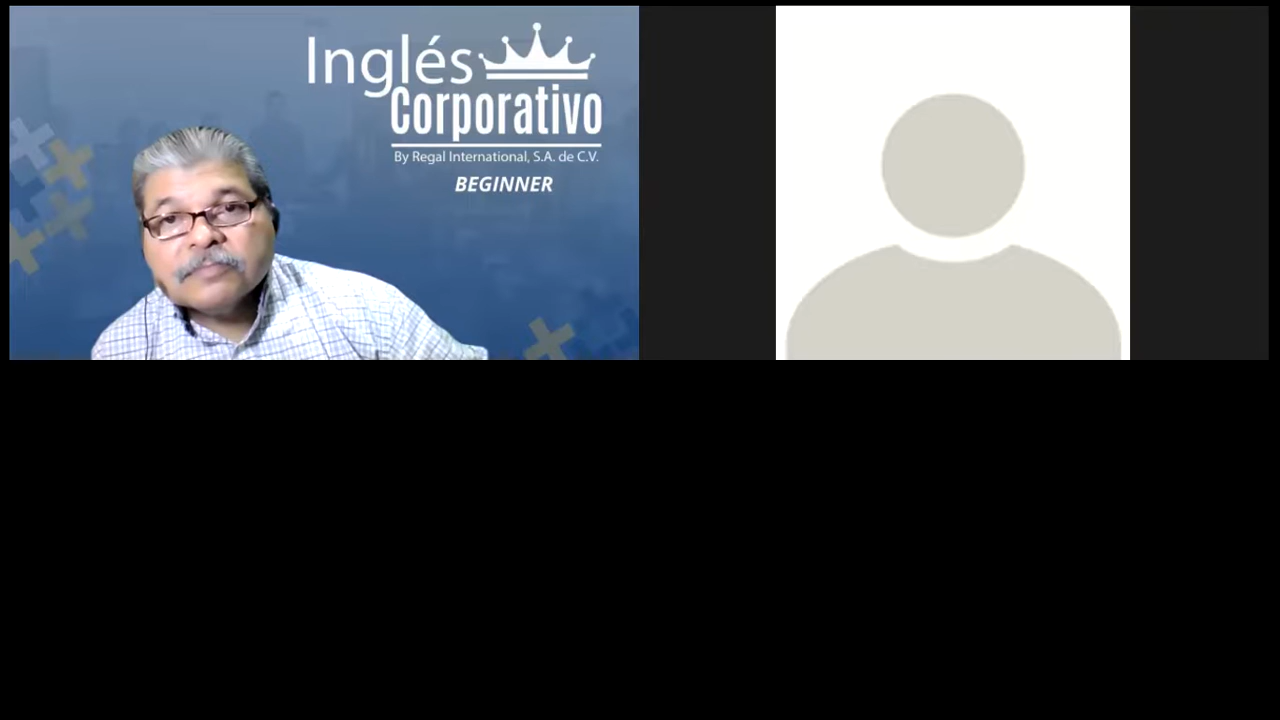 Inglés
Corporativo
By Regal International, S.A. de C.V.
BEGINNER